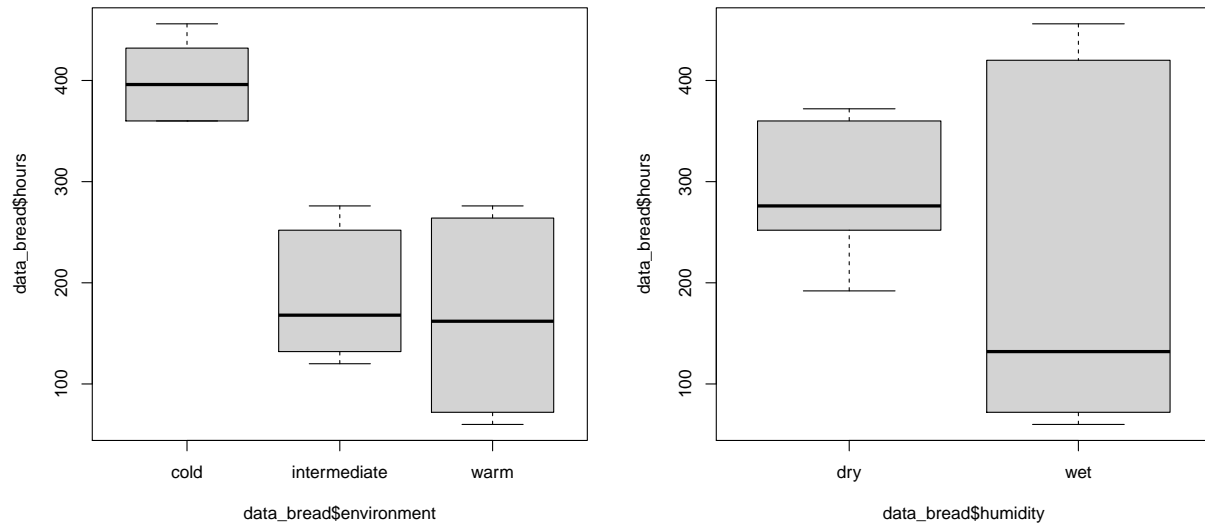 data_bread$hours
400
300
200
100
cold intermediate warm
data_bread$environment
data_bread$hours
400
300
200
100
dry wet
data_bread$humidity